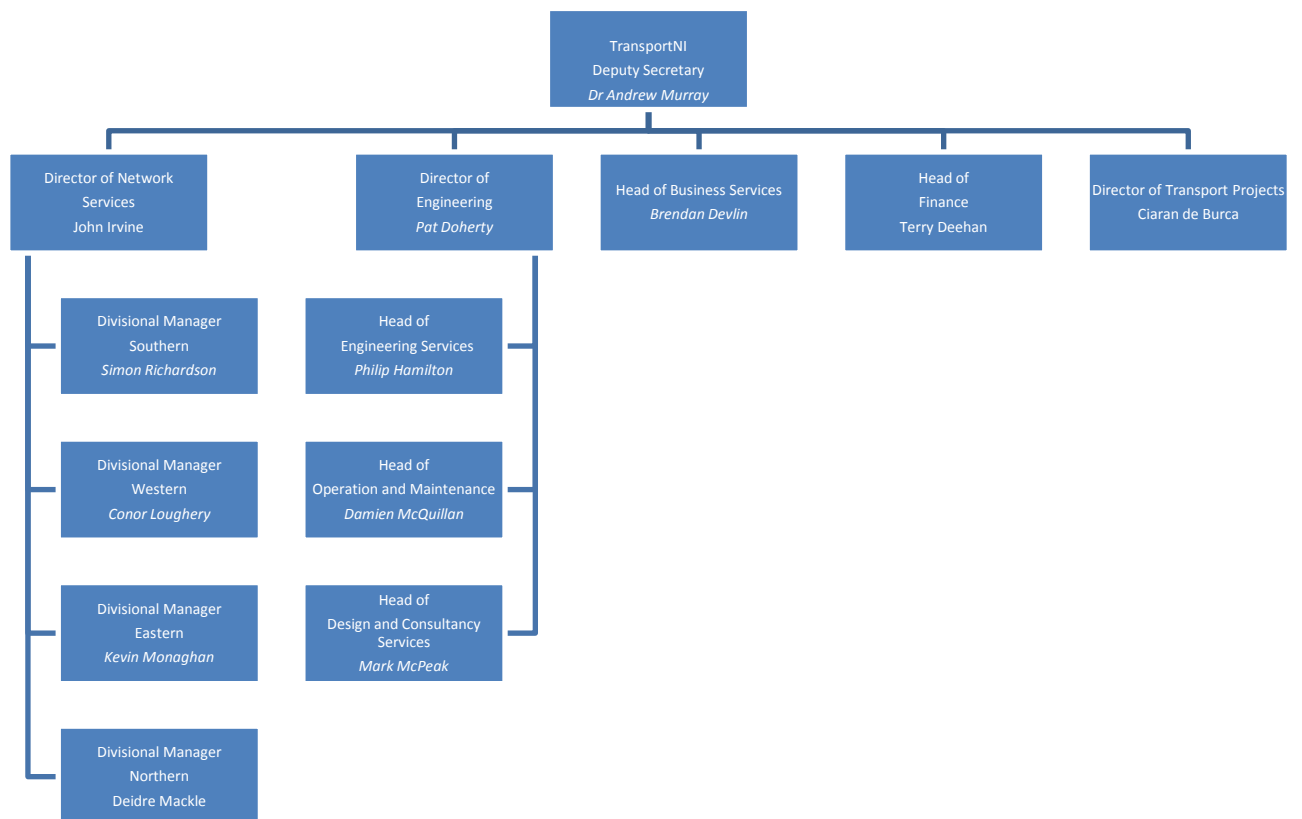 TransportNI
Deputy Secretary
Dr Andrew Murray
Director of Network
Services
John Irvine
Director of
Engineering
Pat Doherty
Head of Business Services
Brendan Devlin
Head of
Finance
Terry Deehan
Director of Transport Projects
Ciaran de Burca
Divisional Manager
Southern
Simon Richardson
Head of
Engineering Services
Philip Hamilton
Divisional Manager
Western
Conor Loughery
Head of
Operation and Maintenance
Damien McQuillan
Divisional Manager
Eastern
Kevin Monaghan
Head of
Design and Consultancy
Services
Mark McPeak
Divisional Manager
Northern
Deidre Mackle